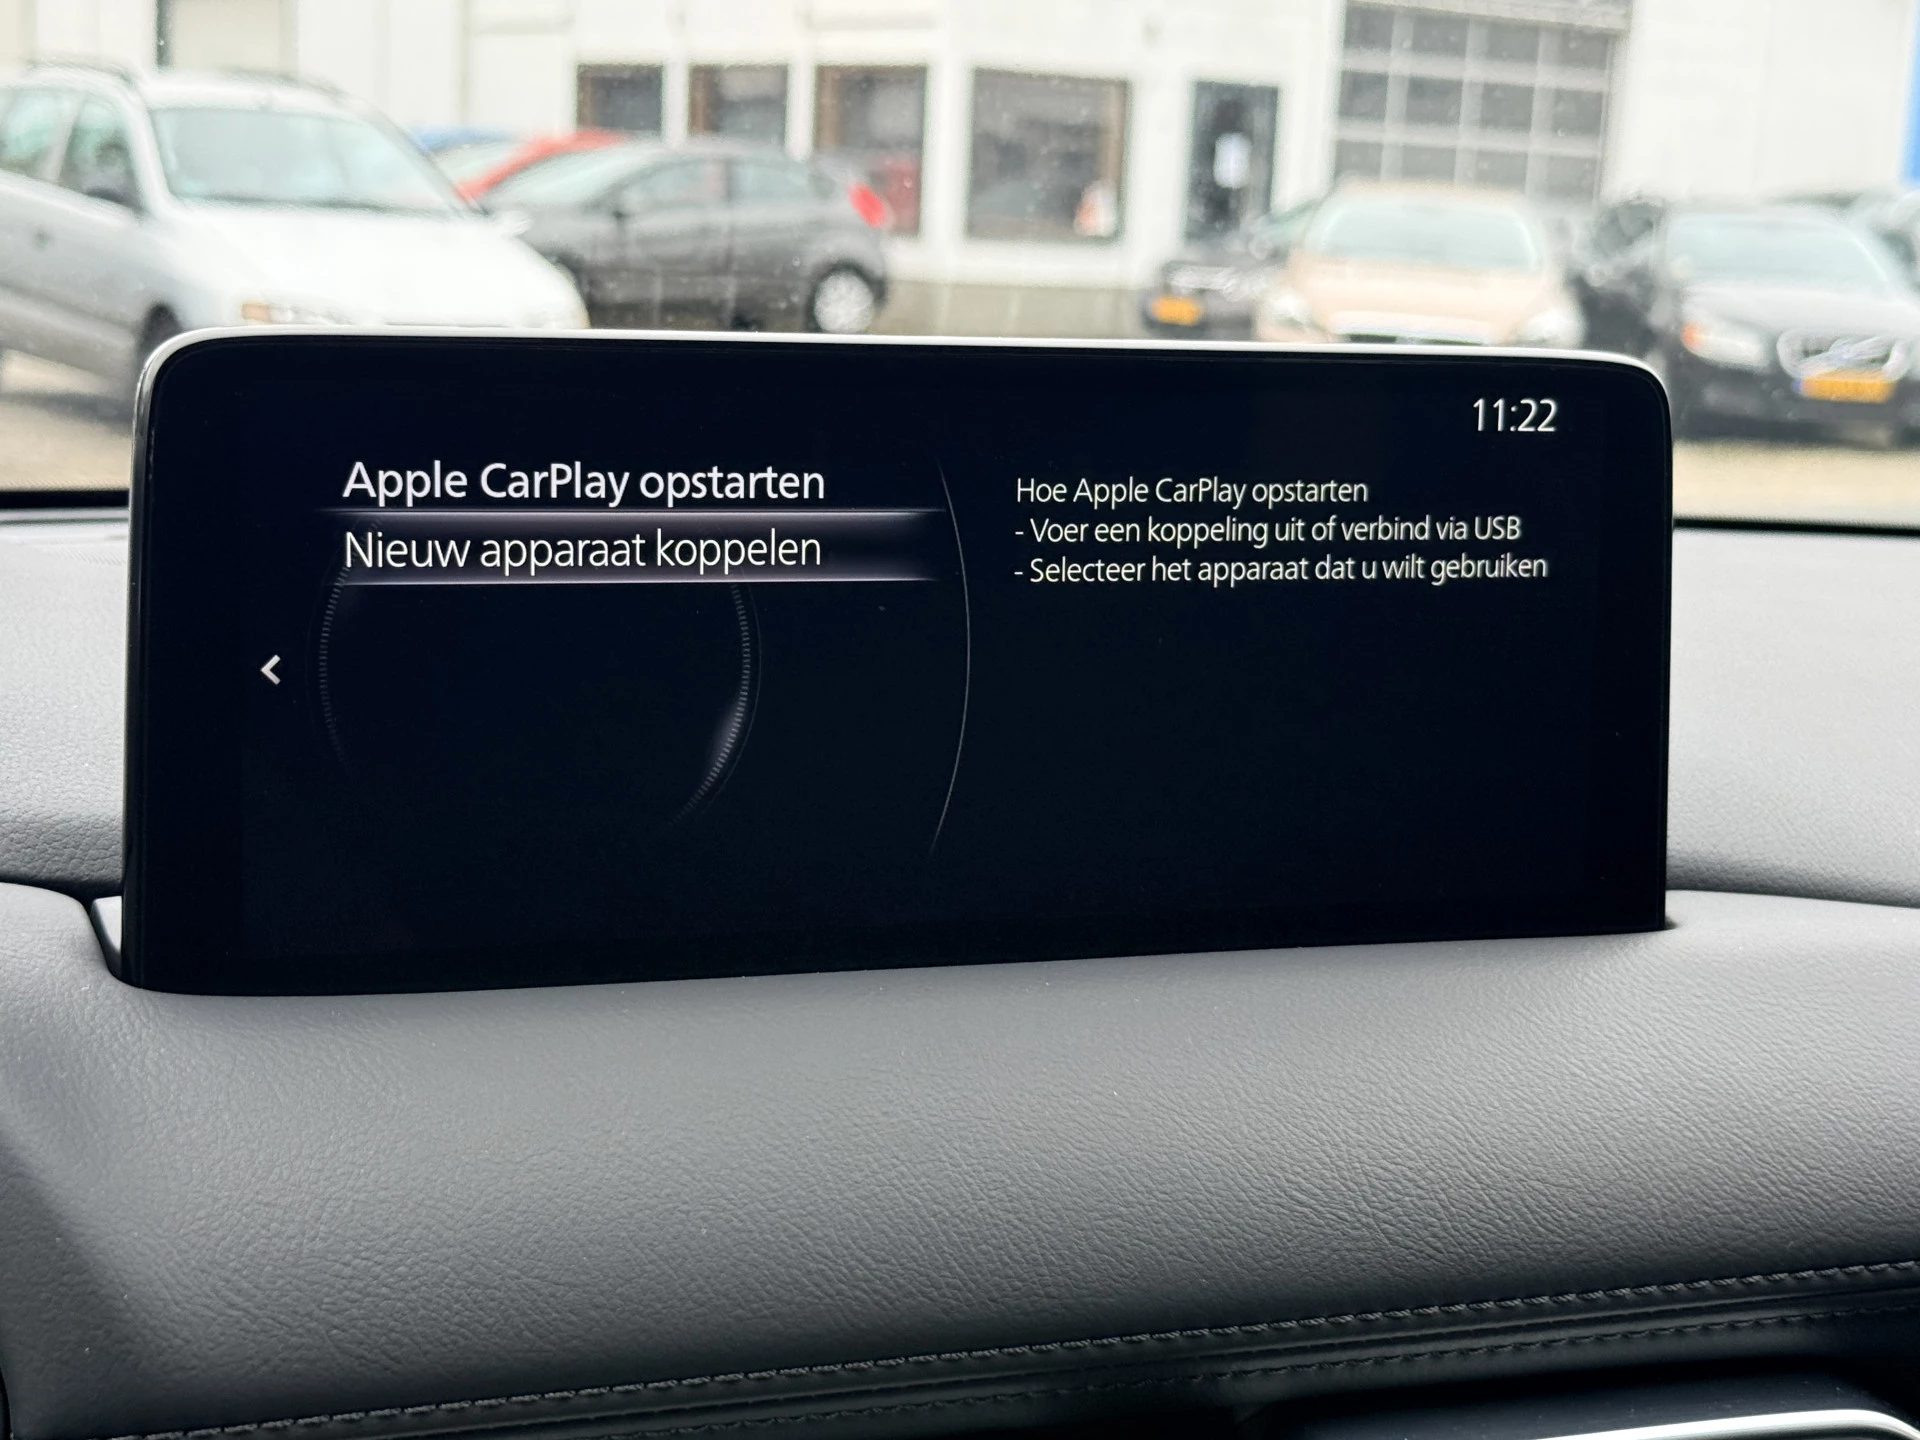 11:22
Apple CarPlay opstarten
Nieuw apparaat koppelen
Hoe Apple CarPlay opstarten
- Voer een koppeling uit of verbind via USB
- Selecteer het apparaat dat u wilt gebruiken